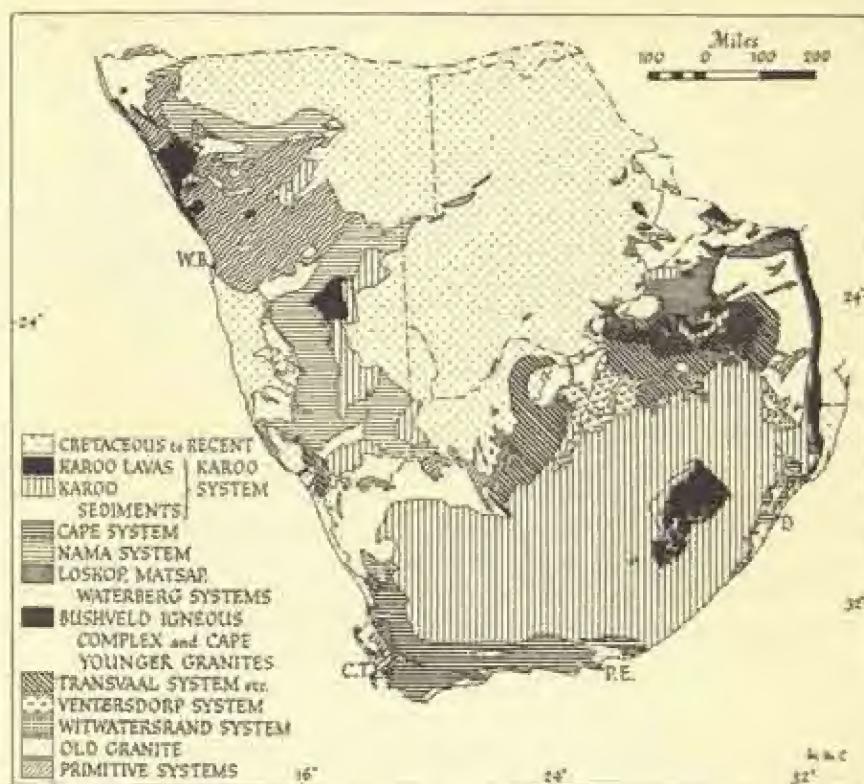 Miles
100 0 100 200
W.B.
24°
24°
CRETACEOUS to RECENT
KAROO LAVAS
KAROO SEDIMENTS
KAROO SYSTEM
CAPE SYSTEM
NAMA SYSTEM
LOSKOP, MATSAP,
WATERBERG SYSTEMS
BUSHVELD IGNEOUS
COMPLEX and CAPE
YOUNGER GRANITES
TRANSVAAL SYSTEM etc.
VENTERSDORP SYSTEM
WITWATERSRAND SYSTEM
OLD GRANITE
PRIMITIVE SYSTEMS
D.
32°
C.T.
P.E.
16°
24°
32°